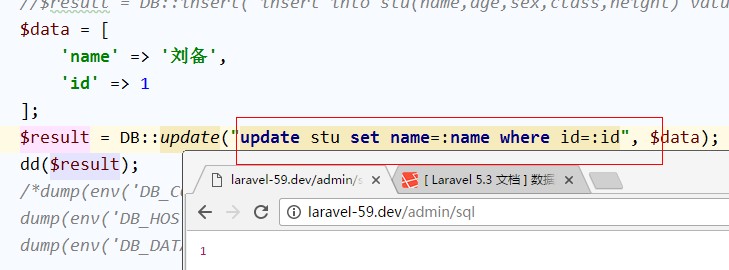 //$result = DB::insert( insert into stu(name,age,sex,class,height) valu
$data = [
'name' => '刘备',
'id' => 1
];
$result = DB::update("update stu set name=:name where id=:id", $data);
dd($result);
/*dump(env('DB_CO
dump(env('DB_HOS
dump(env('DB_DATA
laravel-59.dev/admin/s
[ Laravel 5.3 文档 ] 数据
laravel-59.dev/admin/sql
1